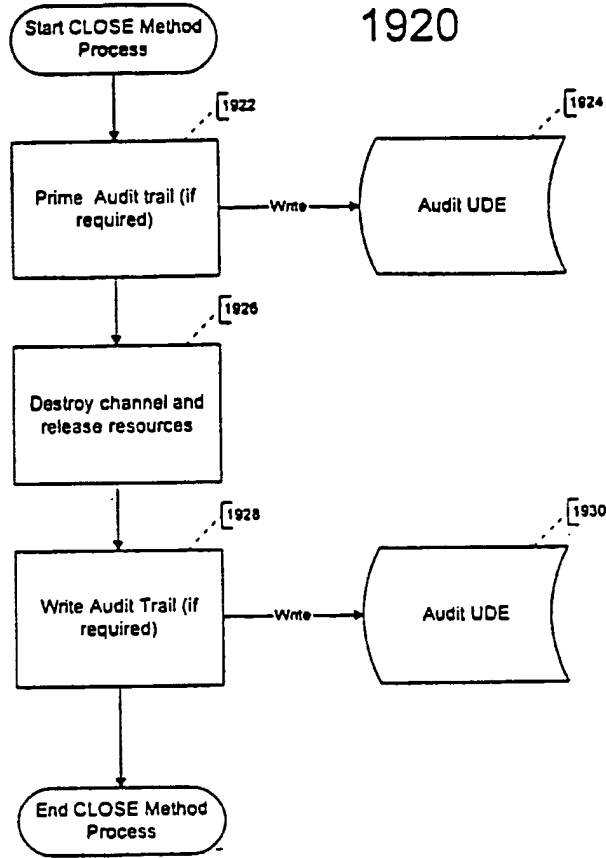 Start CLOSE Method
Process
1920
1922
1924
Prime Audit trail (if
required)
Write
Audit UDE
1926
Destroy channel and
release resources
1928
1930
Write Audit Trail (if
required)
Write
Audit UDE
End CLOSE Method
Process